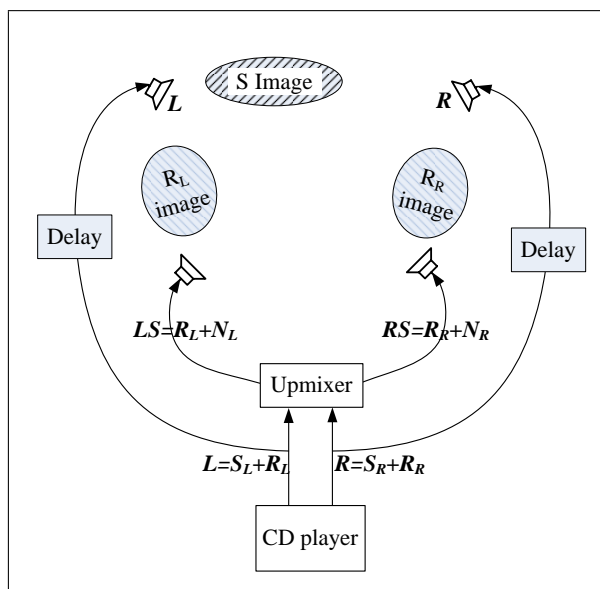 S Image
L
R
R_L
image
R_R
image
Delay
Delay
LS=R_L+N_L
RS=R_R+N_R
Upmixer
L=S_L+R_L
R=S_R+R_R
CD player